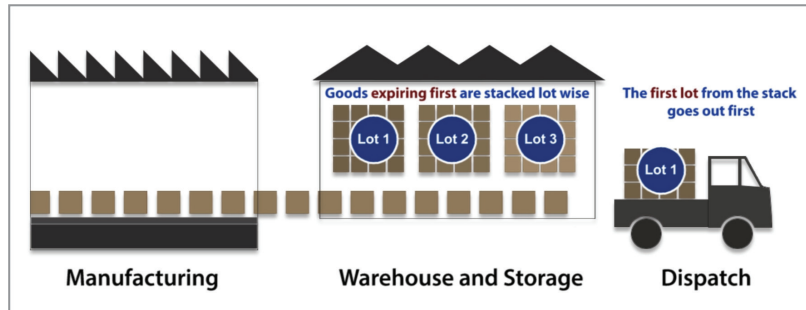 Goods expiring first are stacked lot wise
The first lot from the stack
goes out first
Lot 1
Lot 2
Lot 3
Lot 1
Manufacturing
Warehouse and Storage
Dispatch